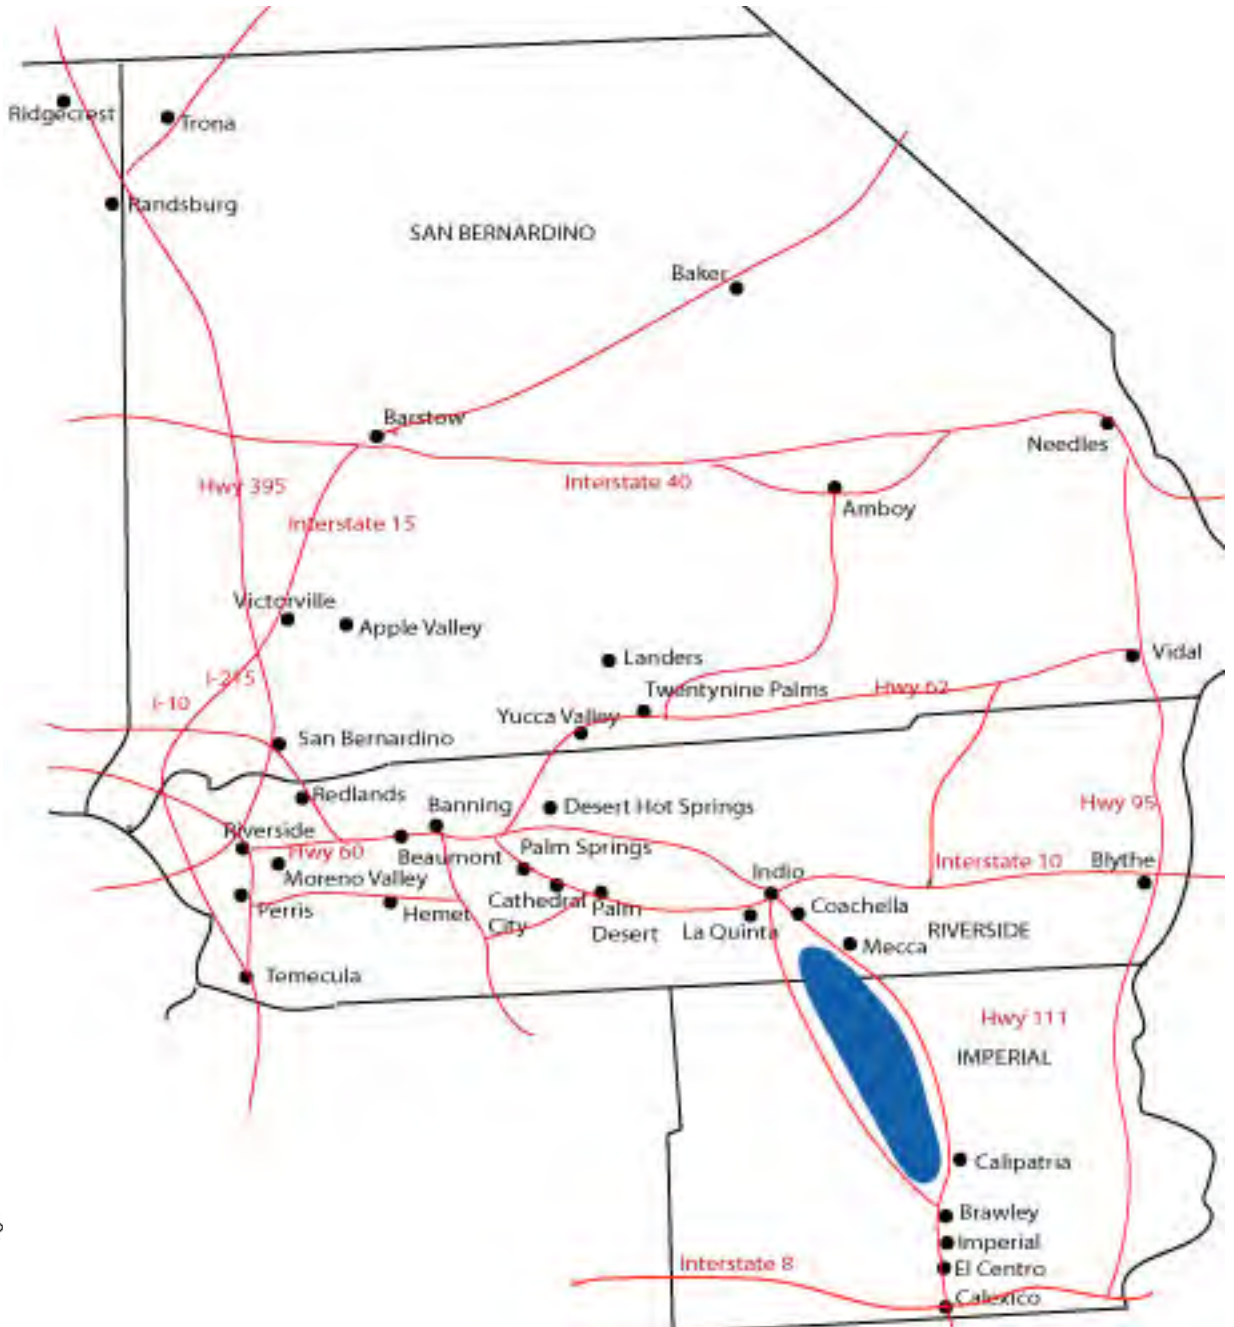 Ridgecrest
Trona
Randsburg
SAN BERNARDINO
Baker
Barstow
Needles
Hwy 395
Interstate 40
Amboy
Interstate 15
Victorville
Apple Valley
Landers
Vidal
I-215
Twentynine Palms
Hwy 62
I-10
Yucca Valley
San Bernardino
Redlands
Banning
Desert Hot Springs
Hwy 95
Riverside
Hwy 60
Beaumont
Palm Springs
Interstate 10
Blythe
Moreno Valley
Indio
Perris
Hemet
Cathedral
City
Palm
Desert
La Quinta
Coachella
RIVERSIDE
Mecca
Temecula
Hwy 111
IMPERIAL
Calipatria
Brawley
Imperial
Interstate 8
El Centro
Calexico